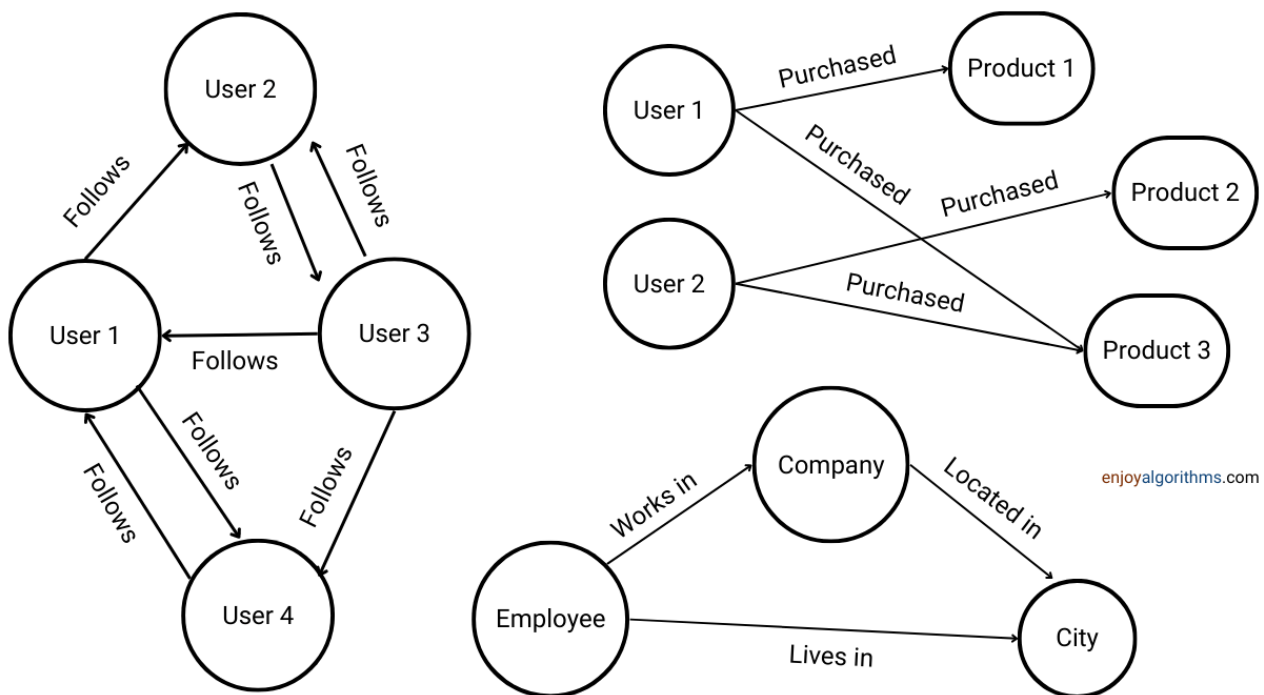 User 2
Follows
Follows
Follows
User 1
User 3
Follows
Follows
Follows
Follows
User 4
User 1
Purchased
Product 1
Purchased
Purchased
Product 2
User 2
Purchased
Product 3
Company
Works in
Located in
Employee
Lives in
City
enjoyalgorithms.com